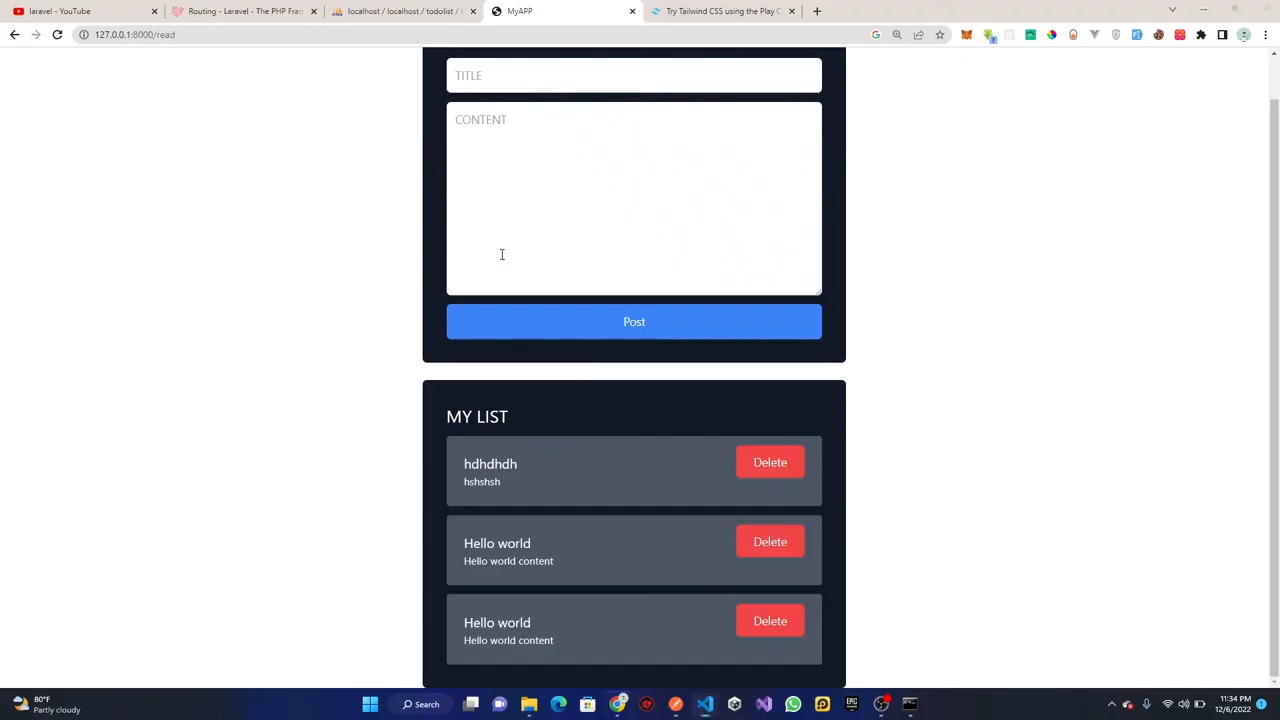 laravel - YouTube
Routing - Laravel - The PHP Fram
localhost / localhost / todolist / l
MyAPP
Try Tailwind CSS using the Play C
127.0.0.1:8000/read
TITLE
CONTENT
Post
MY LIST
hdhdhdh
hshshsh
Delete
Hello world
Hello world content
Delete
Hello world
Hello world content
Delete
80°F
Partly cloudy
Search
EPIC
11:34 PM
12/6/2022